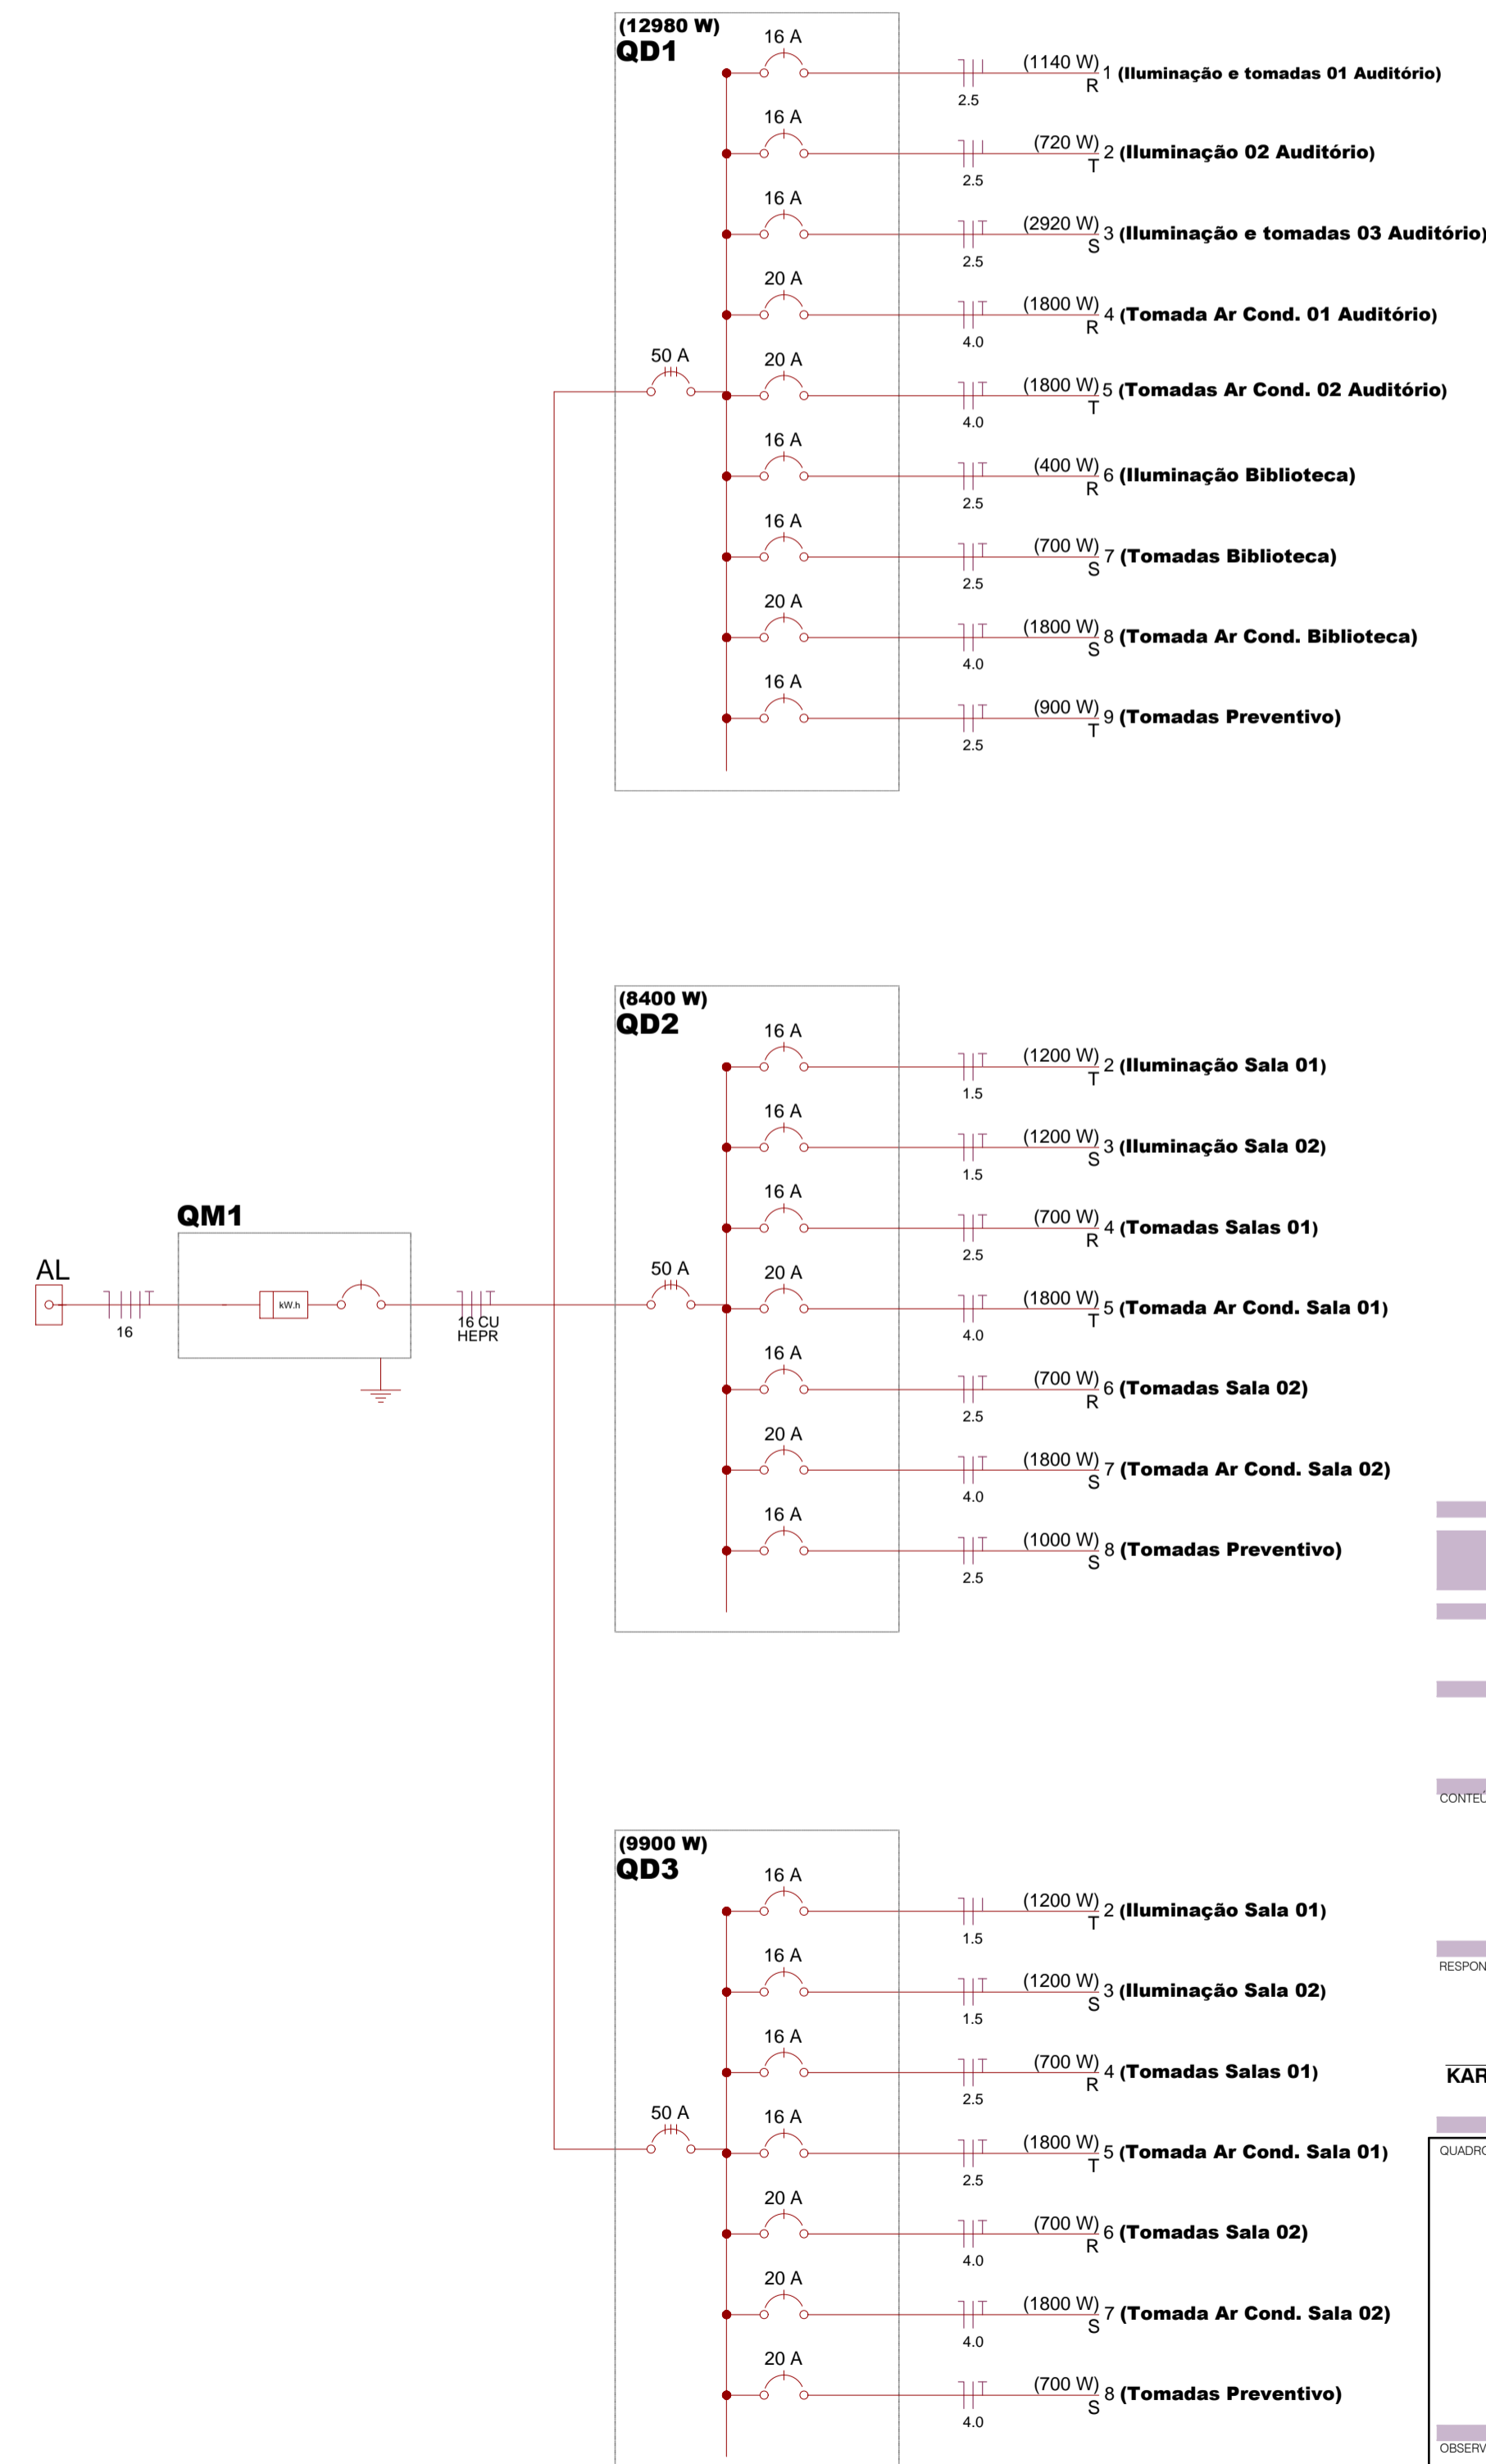 (12980 W)
QD1
16 A
(1140 W) 1 (Iluminação e tomadas 01 Auditório)
R
2.5
16 A
(720 W) 2 (Iluminação 02 Auditório)
T
2.5
16 A
(2920 W) 3 (Iluminação e tomadas 03 Auditório)
S
2.5
20 A
(1800 W) 4 (Tomada Ar Cond. 01 Auditório)
R
4.0
50 A
20 A
(1800 W) 5 (Tomadas Ar Cond. 02 Auditório)
T
4.0
16 A
(400 W) 6 (Iluminação Biblioteca)
R
2.5
16 A
(700 W) 7 (Tomadas Biblioteca)
S
2.5
20 A
(1800 W) 8 (Tomada Ar Cond. Biblioteca)
S
4.0
16 A
(900 W) 9 (Tomadas Preventivo)
T
2.5
(8400 W)
QD2
16 A
(1200 W) 2 (Iluminação Sala 01)
T
1.5
16 A
(1200 W) 3 (Iluminação Sala 02)
S
1.5
16 A
(700 W) 4 (Tomadas Salas 01)
R
2.5
QM1
AL
16
kW.h
16 CU
HEPR
50 A
20 A
(1800 W) 5 (Tomada Ar Cond. Sala 01)
T
4.0
16 A
(700 W) 6 (Tomadas Sala 02)
R
2.5
20 A
(1800 W) 7 (Tomada Ar Cond. Sala 02)
S
4.0
16 A
(1000 W) 8 (Tomadas Preventivo)
S
2.5
CONTEÚ
(9900 W)
QD3
16 A
(1200 W) 2 (Iluminação Sala 01)
T
1.5
RESPON
16 A
(1200 W) 3 (Iluminação Sala 02)
S
1.5
16 A
(700 W) 4 (Tomadas Salas 01)
R
2.5
KAR
50 A
16 A
(1800 W) 5 (Tomada Ar Cond. Sala 01)
T
2.5
QUADRO
20 A
(700 W) 6 (Tomadas Sala 02)
R
4.0
20 A
(1800 W) 7 (Tomada Ar Cond. Sala 02)
S
4.0
20 A
(700 W) 8 (Tomadas Preventivo)
S
4.0
OBSERV